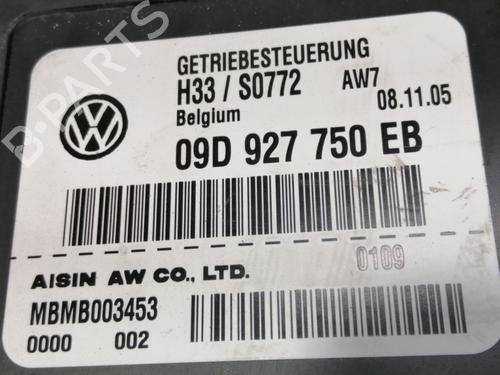 GETRIEBESTEUERUNG
H33 / S0772 AW7 08.11.05
Belgium
09D 927 750 EB
0109
AISIN AW CO., LTD.
MBMB003453
0000 002